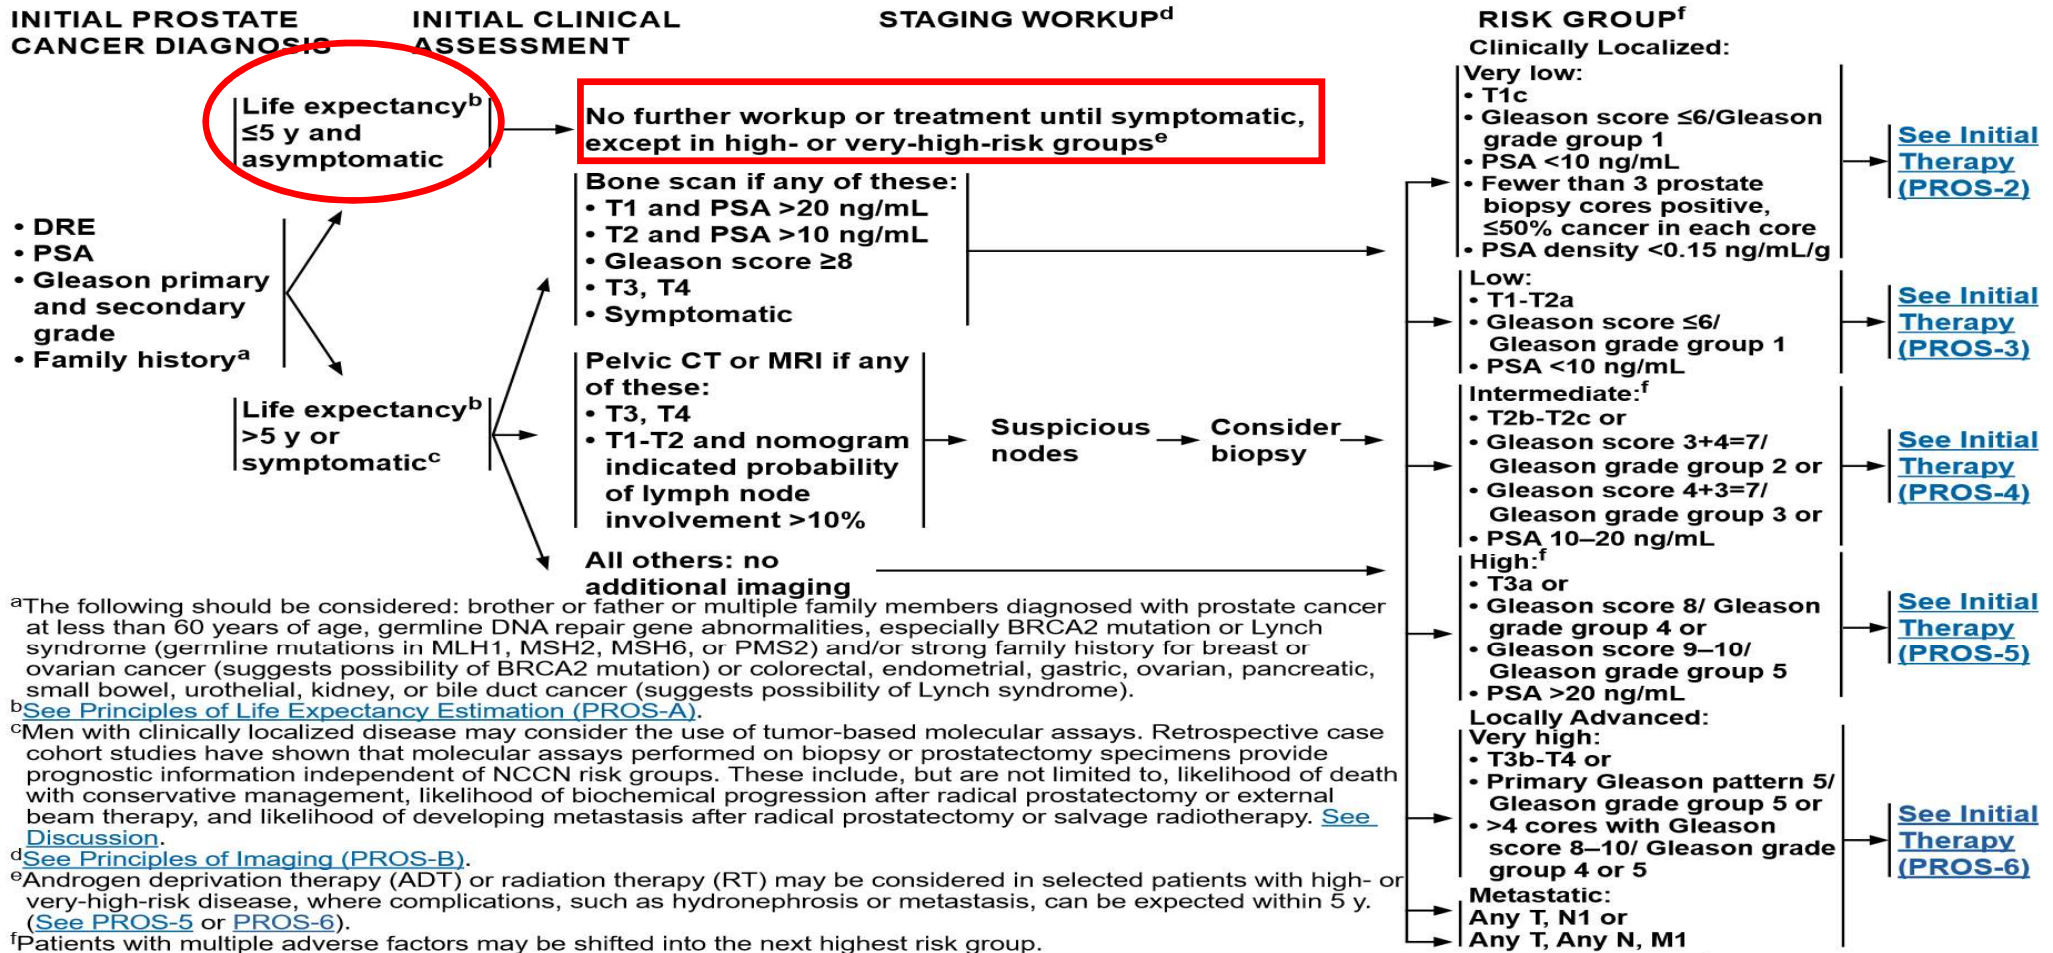 INITIAL PROSTATE
CANCER DIAGNOSIS
INITIAL CLINICAL
ASSESSMENT
STAGING WORKUPd
RISK GROUPf
• DRE
• PSA
• Gleason primary
and secondary
grade
• Family historya
Life expectancyb
≤5 y and
asymptomatic
Life expectancyb
>5 y or
symptomaticc
No further workup or treatment until symptomatic,
except in high- or very-high-risk groupse
Bone scan if any of these:
• T1 and PSA >20 ng/mL
• T2 and PSA >10 ng/mL
• Gleason score ≥8
• T3, T4
• Symptomatic
Pelvic CT or MRI if any
of these:
• T3, T4
• T1-T2 and nomogram
indicated probability
of lymph node
involvement >10%
Suspicious
nodes
Consider
biopsy
All others: no
additional imaging
Clinically Localized:
Very low:
• T1c
• Gleason score ≤6/Gleason
grade group 1
• PSA <10 ng/mL
• Fewer than 3 prostate
biopsy cores positive,
≤50% cancer in each core
• PSA density <0.15 ng/mL/g
See Initial
Therapy
(PROS-2)
Low:
• T1-T2a
• Gleason score ≤6/
Gleason grade group 1
• PSA <10 ng/mL
See Initial
Therapy
(PROS-3)
Intermediate:f
• T2b-T2c or
• Gleason score 3+4=7/
Gleason grade group 2 or
• Gleason score 4+3=7/
Gleason grade group 3 or
• PSA 10–20 ng/mL
See Initial
Therapy
(PROS-4)
High:f
• T3a or
• Gleason score 8/ Gleason
grade group 4 or
• Gleason score 9–10/
Gleason grade group 5
• PSA >20 ng/mL
See Initial
Therapy
(PROS-5)
Locally Advanced:
Very high:
• T3b-T4 or
• Primary Gleason pattern 5/
Gleason grade group 5 or
• >4 cores with Gleason
score 8–10/ Gleason grade
group 4 or 5
See Initial
Therapy
(PROS-6)
Metastatic:
Any T, N1 or
Any T, Any N, M1
aThe following should be considered: brother or father or multiple family members diagnosed with prostate cancer
at less than 60 years of age, germline DNA repair gene abnormalities, especially BRCA2 mutation or Lynch
syndrome (germline mutations in MLH1, MSH2, MSH6, or PMS2) and/or strong family history for breast or
ovarian cancer (suggests possibility of BRCA2 mutation) or colorectal, endometrial, gastric, ovarian, pancreatic,
small bowel, urothelial, kidney, or bile duct cancer (suggests possibility of Lynch syndrome).
bSee Principles of Life Expectancy Estimation (PROS-A).
cMen with clinically localized disease may consider the use of tumor-based molecular assays. Retrospective case
cohort studies have shown that molecular assays performed on biopsy or prostatectomy specimens provide
prognostic information independent of NCCN risk groups. These include, but are not limited to, likelihood of death
with conservative management, likelihood of biochemical progression after radical prostatectomy or external
beam therapy, and likelihood of developing metastasis after radical prostatectomy or salvage radiotherapy. See
Discussion.
dSee Principles of Imaging (PROS-B).
eAndrogen deprivation therapy (ADT) or radiation therapy (RT) may be considered in selected patients with high- or
very-high-risk disease, where complications, such as hydronephrosis or metastasis, can be expected within 5 y.
(See PROS-5 or PROS-6).
fPatients with multiple adverse factors may be shifted into the next highest risk group.